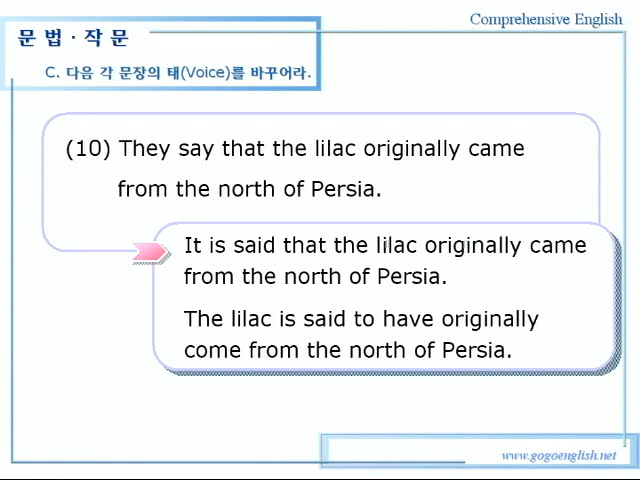 Comprehensive English
문 법 · 작 문
C. 다음 각 문장의 태(Voice)를 바꾸어라.
(10) They say that the lilac originally came
from the north of Persia.
It is said that the lilac originally came
from the north of Persia.
The lilac is said to have originally
come from the north of Persia.
www.gogoenglish.net